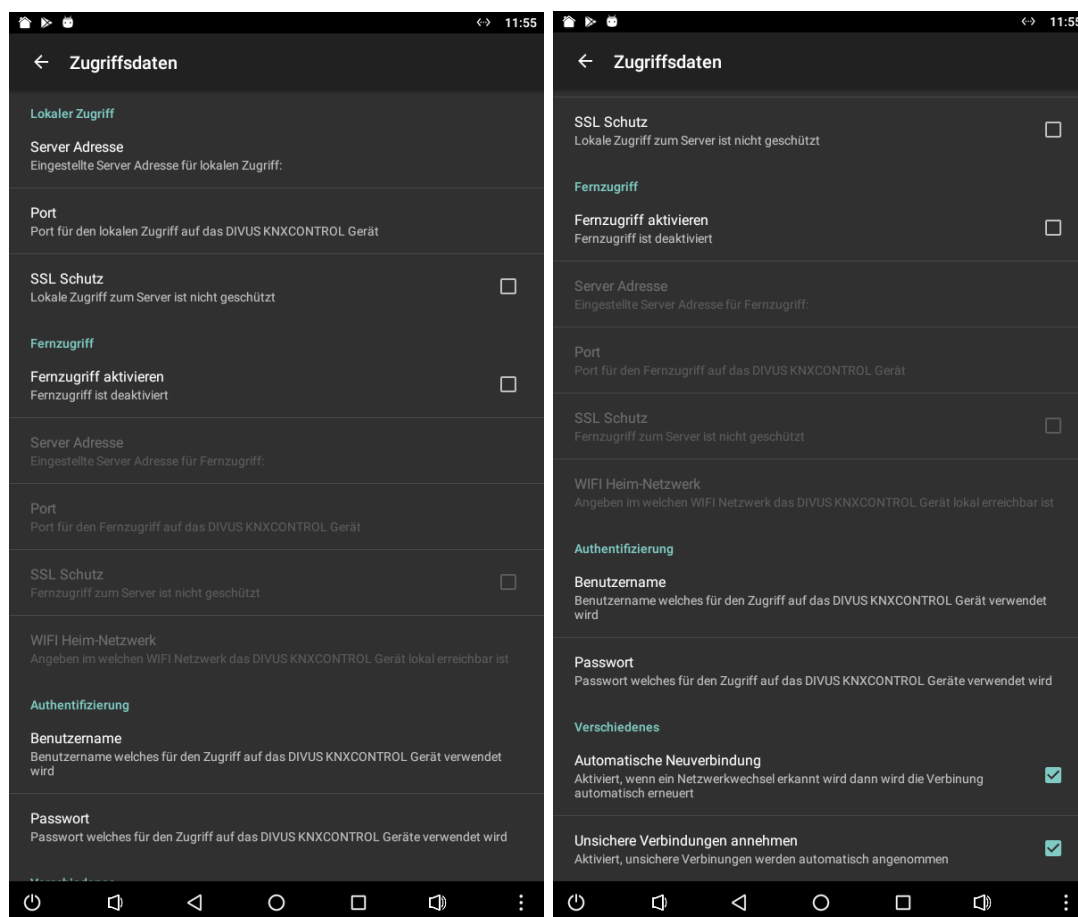 11:55
Zugriffsdaten
Lokaler Zugriff
Server Adresse
Eingestellte Server Adresse für lokalen Zugriff:
Port
Port für den lokalen Zugriff auf das DIVUS KNXCONTROL Gerät
SSL Schutz
Lokale Zugriff zum Server ist nicht geschützt
Fernzugriff
Fernzugriff aktivieren
Fernzugriff ist deaktiviert
Server Adresse
Eingestellte Server Adresse für Fernzugriff:
Port
Port für den Fernzugriff auf das DIVUS KNXCONTROL Gerät
SSL Schutz
Fernzugriff zum Server ist nicht geschützt
WIFI Heim-Netzwerk
Angeben im welchen WIFI Netzwerk das DIVUS KNXCONTROL Gerät lokal erreichbar ist
Authentifizierung
Benutzername
Benutzername welches für den Zugriff auf das DIVUS KNXCONTROL Gerät verwendet
wird
Passwort
Passwort welches für den Zugriff auf das DIVUS KNXCONTROL Geräte verwendet wird
11:55
Zugriffsdaten
SSL Schutz
Lokale Zugriff zum Server ist nicht geschützt
Fernzugriff
Fernzugriff aktivieren
Fernzugriff ist deaktiviert
Server Adresse
Eingestellte Server Adresse für Fernzugriff:
Port
Port für den Fernzugriff auf das DIVUS KNXCONTROL Gerät
SSL Schutz
Fernzugriff zum Server ist nicht geschützt
WIFI Heim-Netzwerk
Angeben im welchen WIFI Netzwerk das DIVUS KNXCONTROL Gerät lokal erreichbar ist
Authentifizierung
Benutzername
Benutzername welches für den Zugriff auf das DIVUS KNXCONTROL Gerät verwendet
wird
Passwort
Passwort welches für den Zugriff auf das DIVUS KNXCONTROL Geräte verwendet wird
Verschiedenes
Automatische Neuverbindung
Aktiviert, wenn ein Netzwerkwechsel erkannt wird dann wird die Verbinung
automatisch erneuert
Unsichere Verbindungen annehmen
Aktiviert, unsichere Verbinungen werden automatisch angenommen